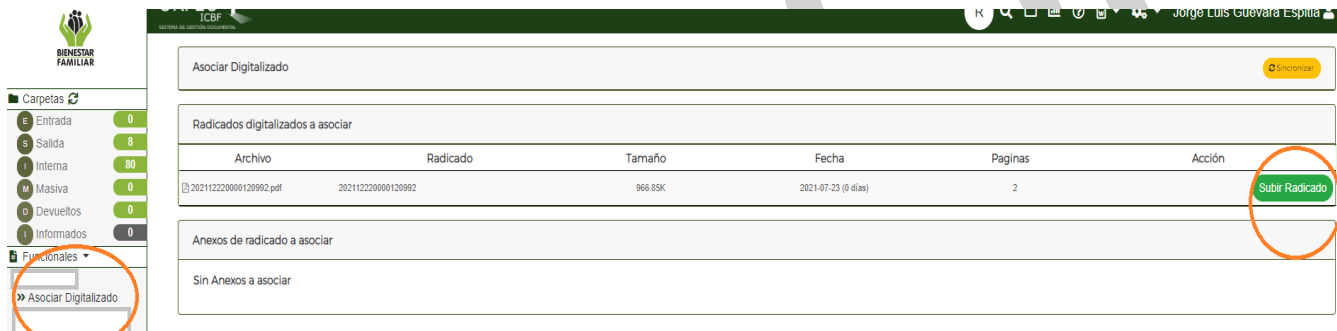 ICBF
SISTEMA DE GESTIÓN DOCUMENTAL
R
Jorge Luis Guevara Espitia
BIENESTAR
FAMILIAR
Asociar Digitalizado
Sincronizar
Carpetas
E Entrada 0
S Salida 8
I Interna 80
M Masiva 0
D Devueltos 0
I Informados 0
Funcionales
» Asociar Digitalizado
Radicados digitalizados a asociar
Archivo Radicado Tamaño Fecha Paginas Acción
202112220000120992.pdf 202112220000120992 966.85K 2021-07-23 (0 días) 2 Subir Radicado
Anexos de radicado a asociar
Sin Anexos a asociar